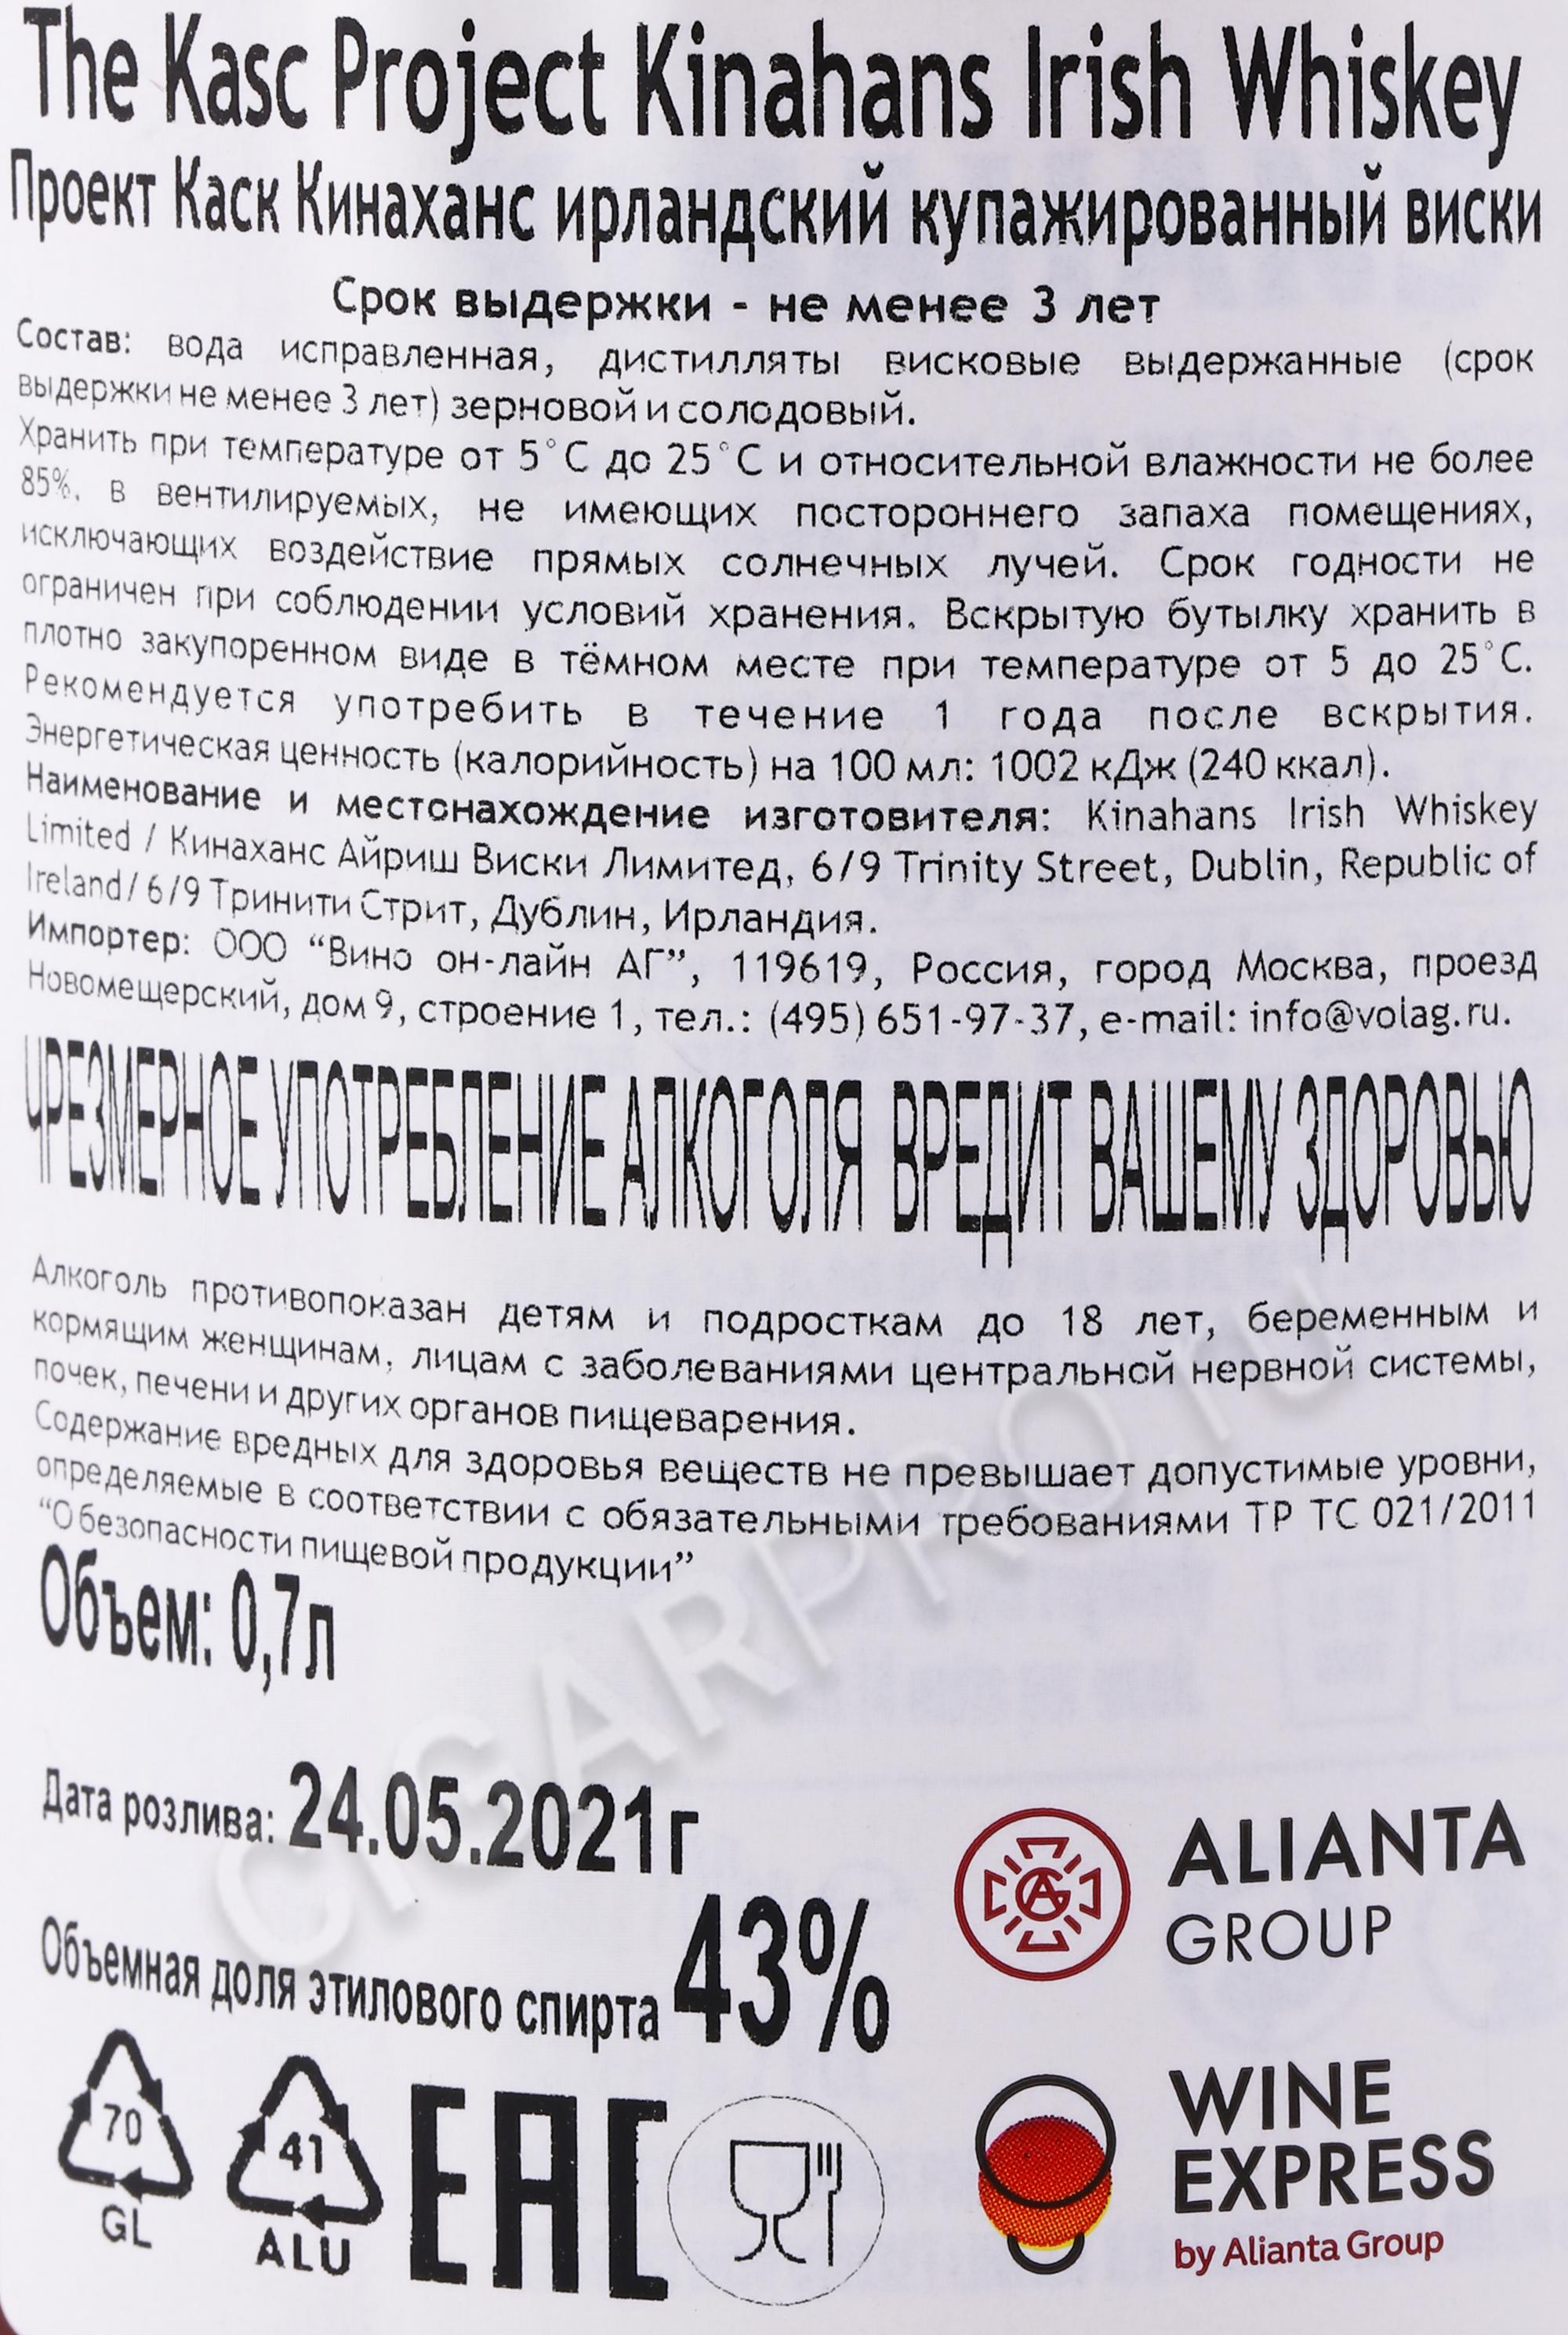 The Kasc Project Kinahans Irish Whiskey
Проект Каск Кинаханс ирландский купажированный виски
Срок выдержки - не менее 3 лет
Состав: вода исправленная, дистилляты висковые выдержанные (срок
выдержки не менее 3 лет) зерновой и солодовый.
Хранить при температуре от 5°С до 25°С и относительной влажности не более
85%, в вентилируемых, не имеющих постороннего запаха помещениях,
исключающих воздействие прямых солнечных лучей. Срок годности не
ограничен при соблюдении условий хранения. Вскрытую бутылку хранить в
плотно закупоренном виде в тёмном месте при температуре от 5 до 25°С.
Рекомендуется употребить в течение 1 года после вскрытия.
Энергетическая ценность (калорийность) на 100 мл: 1002 кДж (240 ккал).
Наименование и местонахождение изготовителя: Kinahans Irish Whiskey
Limited / Кинаханс Айриш Виски Лимитед, 6/9 Trinity Street, Dublin, Republic of
Ireland/ 6/9 Тринити Стрит, Дублин, Ирландия.
Импортер: ООО “Вино он-лайн АГ”, 119619, Россия, город Москва, проезд
Новомещерский, дом 9, строение 1, тел.: (495) 651-97-37, e-mail: info@volag.ru.
ЧРЕЗМЕРНОЕ УПОТРЕБЛЕНИЕ АЛКОГОЛЯ ВРЕДИТ ВАШЕМУ ЗДОРОВЬЮ
Алкоголь противопоказан детям и подросткам до 18 лет, беременным и
кормящим женщинам, лицам с заболеваниями центральной нервной системы,
почек, печени и других органов пищеварения.
Содержание вредных для здоровья веществ не превышает допустимые уровни,
определяемые в соответствии с обязательными требованиями ТР ТС 021/2011
“О безопасности пищевой продукции”
Объем: 0,7л
Дата розлива: 24.05.2021г
Объемная доля этилового спирта 43%
ALIANTA
GROUP
70
GL
41
ALU
EAC
WINE
EXPRESS
by Alianta Group
CIGARPRO.ru